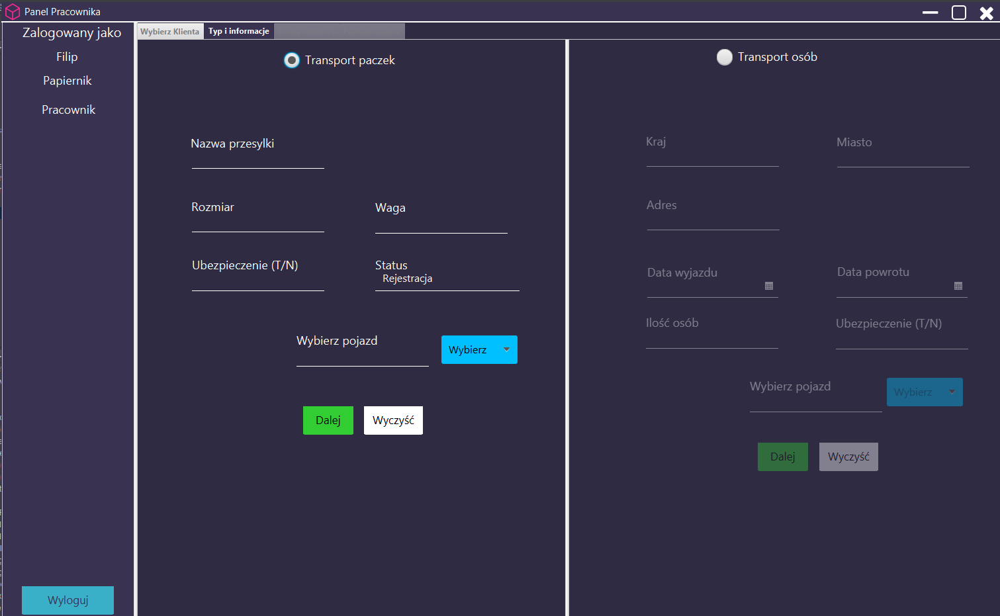 Panel Pracownika
Zalogowany jako
Filip
Papiernik
Pracownik
Wyloguj
Wybierz Klienta
Typ i informacje
Transport paczek
Nazwa przesylki
Rozmiar
Waga
Ubezpieczenie (T/N)
Status
Rejestracja
Wybierz pojazd
Wybierz
Dalej
Wyczyść
Transport osób
Kraj
Miasto
Adres
Data wyjazdu
Data powrotu
Ilość osób
Ubezpieczenie (T/N)
Wybierz pojazd
Wybierz
Dalej
Wyczyść